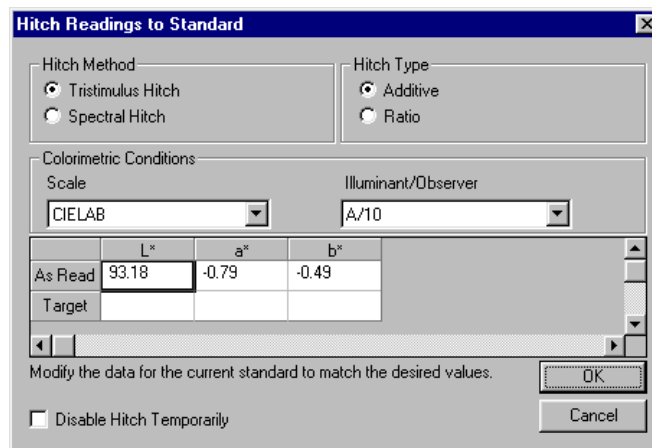 Hitch Readings to Standard
Hitch Method
Tristimulus Hitch
Spectral Hitch
Hitch Type
Additive
Ratio
Colorimetric Conditions
Scale
Illuminant/Observer
CIELAB
A/10
L* a* b*
As Read 93.18 -0.79 -0.49
Target
Modify the data for the current standard to match the desired values.
OK
Disable Hitch Temporarily
Cancel